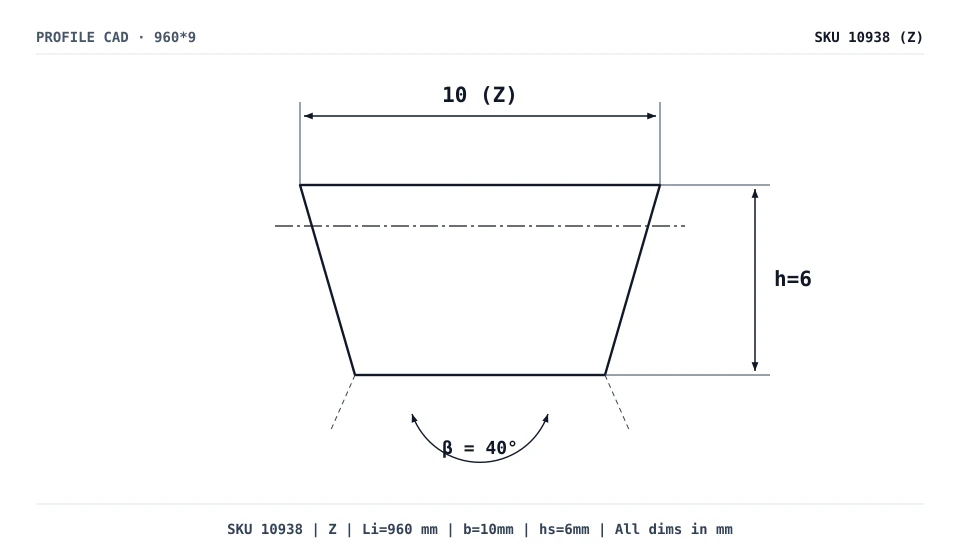 PROFILE CAD · 960*9
SKU 10938 (Z)
10 (Z)
h=6
β = 40°
SKU 10938 | Z | Li=960 mm | b=10mm | hs=6mm | All dims in mm